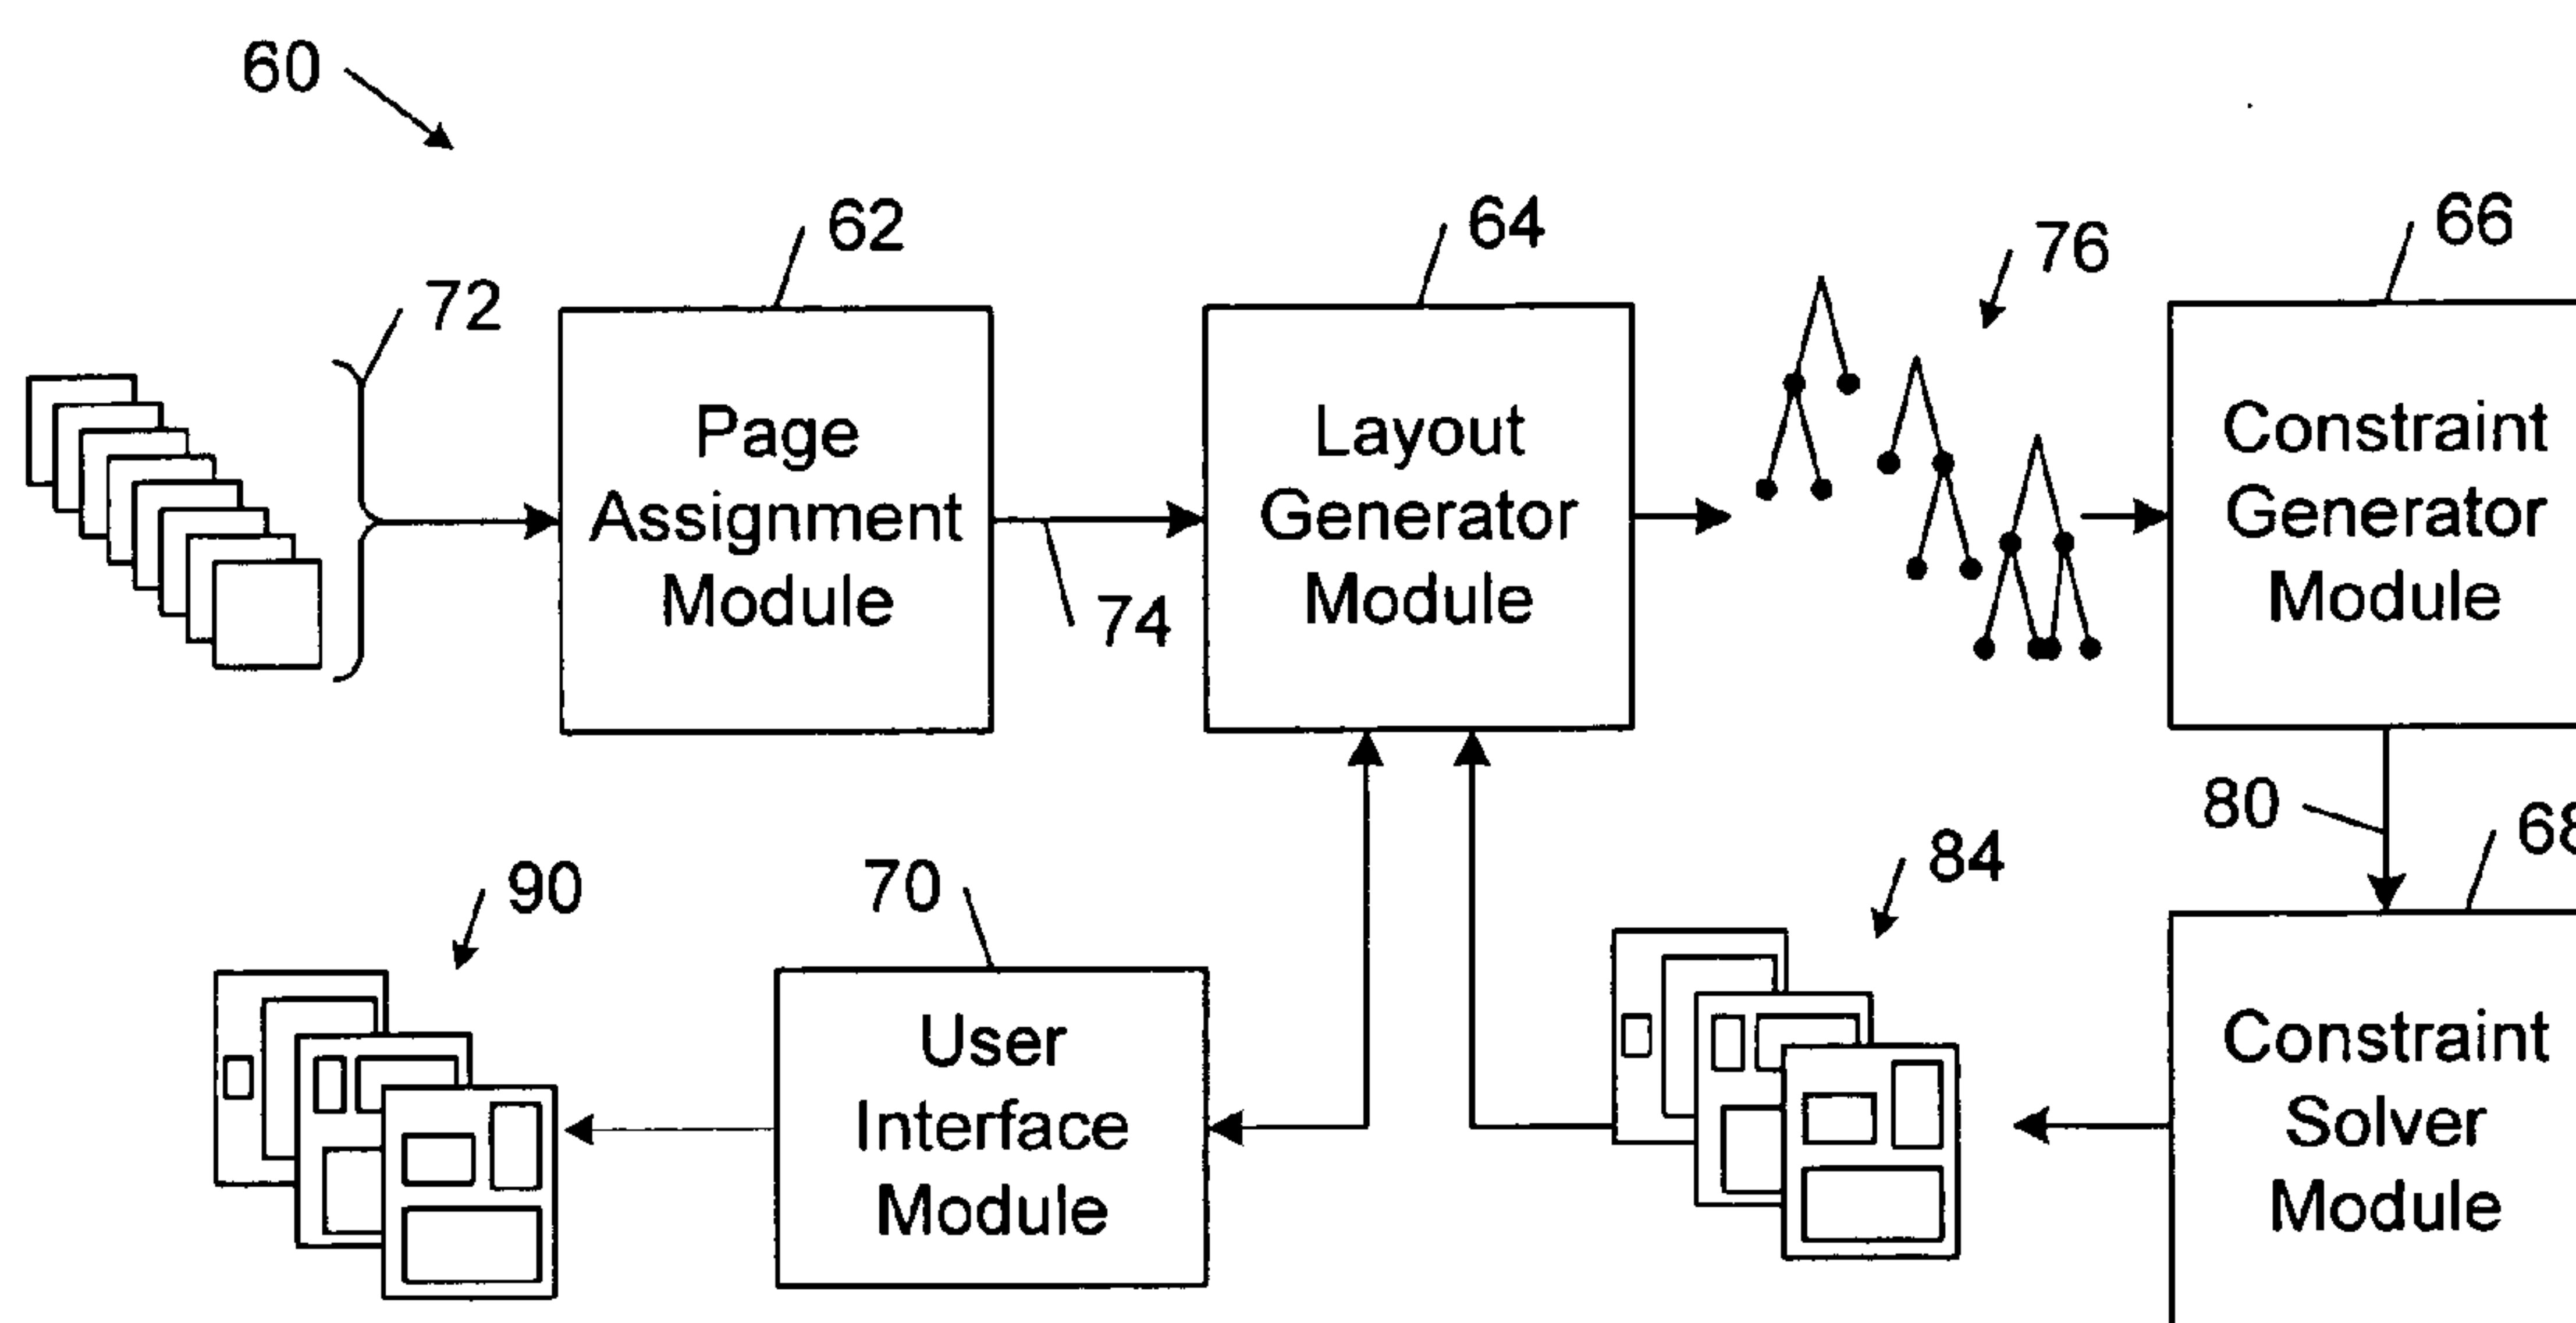 60
62
64
66
76
72
Page
Assignment
Module
Layout
Generator
Module
Constraint
Generator
Module
74
80
68
84
90
70
User
Interface
Module
Constraint
Solver
Module